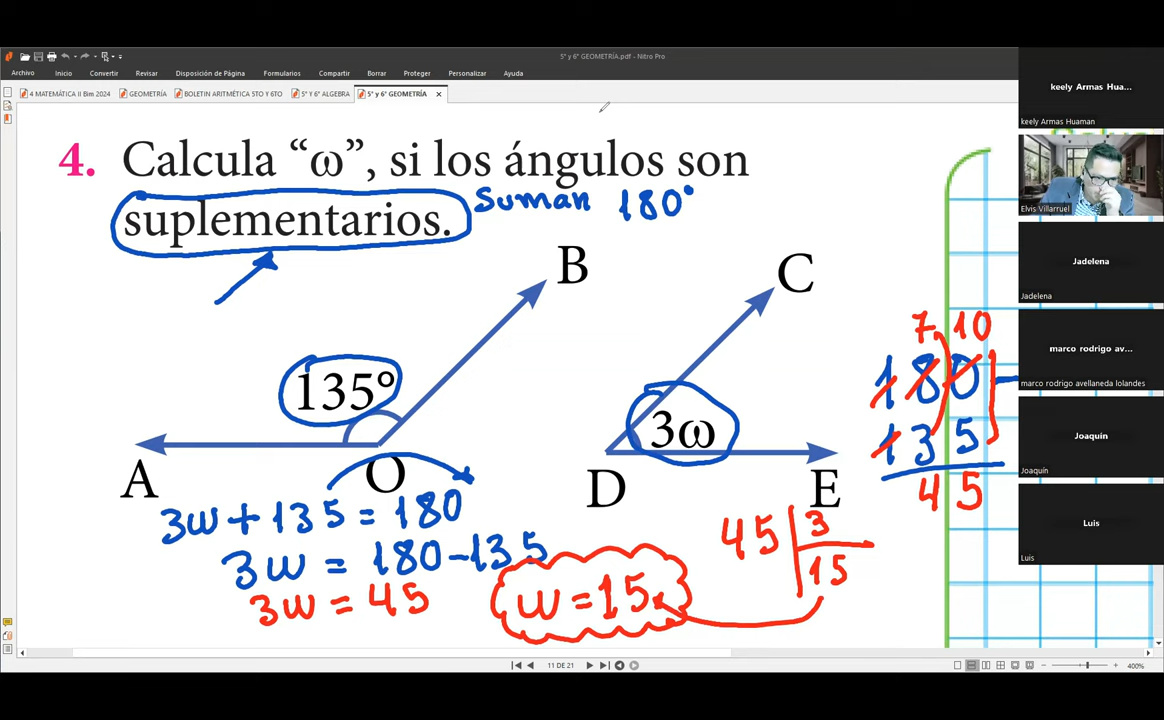 5° y 6° GEOMETRÍA.pdf - Nitro Pro
Archivo Inicio Convertir Revisar Disposición de Página Formularios Compartir Borrar Proteger Personalizar Ayuda
4 MATEMÁTICA II Bim 2024 GEOMETRÍA BOLETIN ARITMÉTICA 5TO Y 6TO 5° Y 6° ALGEBRA 5° y 6° GEOMETRÍA
4. Calcula “ω”, si los ángulos son
suplementarios. Suman 180°
B
C
135°
3ω
A
O
D
E
3w + 135 = 180
3w = 180 - 135
3w = 45
w = 15
45 3
15
7 10
180
135
45
11 DE 21
400%
keely Armas Hua...
keely Armas Huaman
Elvis Villarruel
Jadelena
Jadelena
marco rodrigo av...
marco rodrigo avellaneda lolandes
Joaquín
Joaquín
Luis
Luis